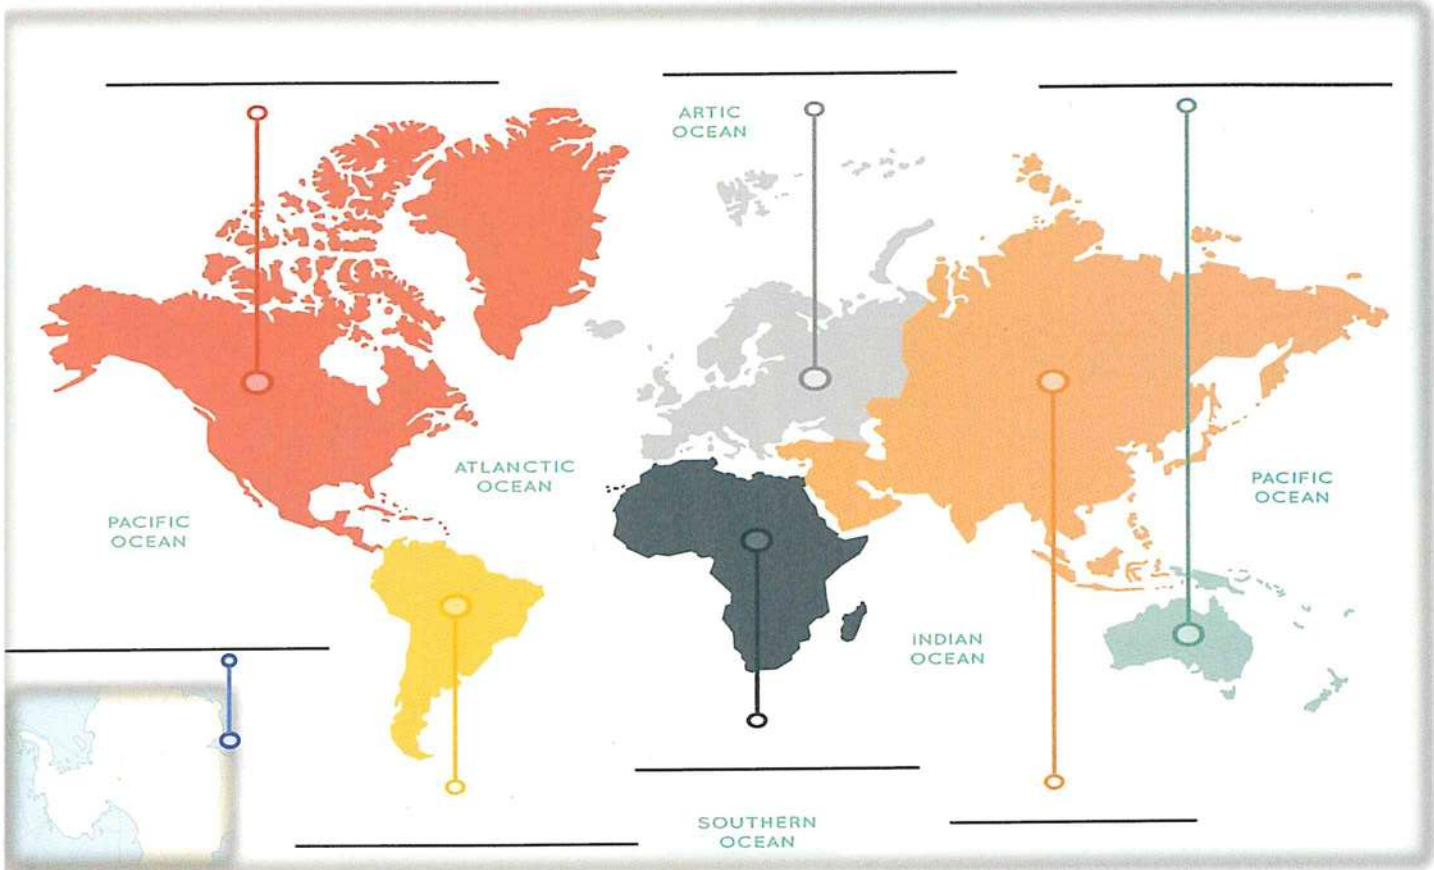 ARTIC
OCEAN
ATLANCTIC
OCEAN
PACIFIC
OCEAN
PACIFIC
OCEAN
INDIAN
OCEAN
SOUTHERN
OCEAN